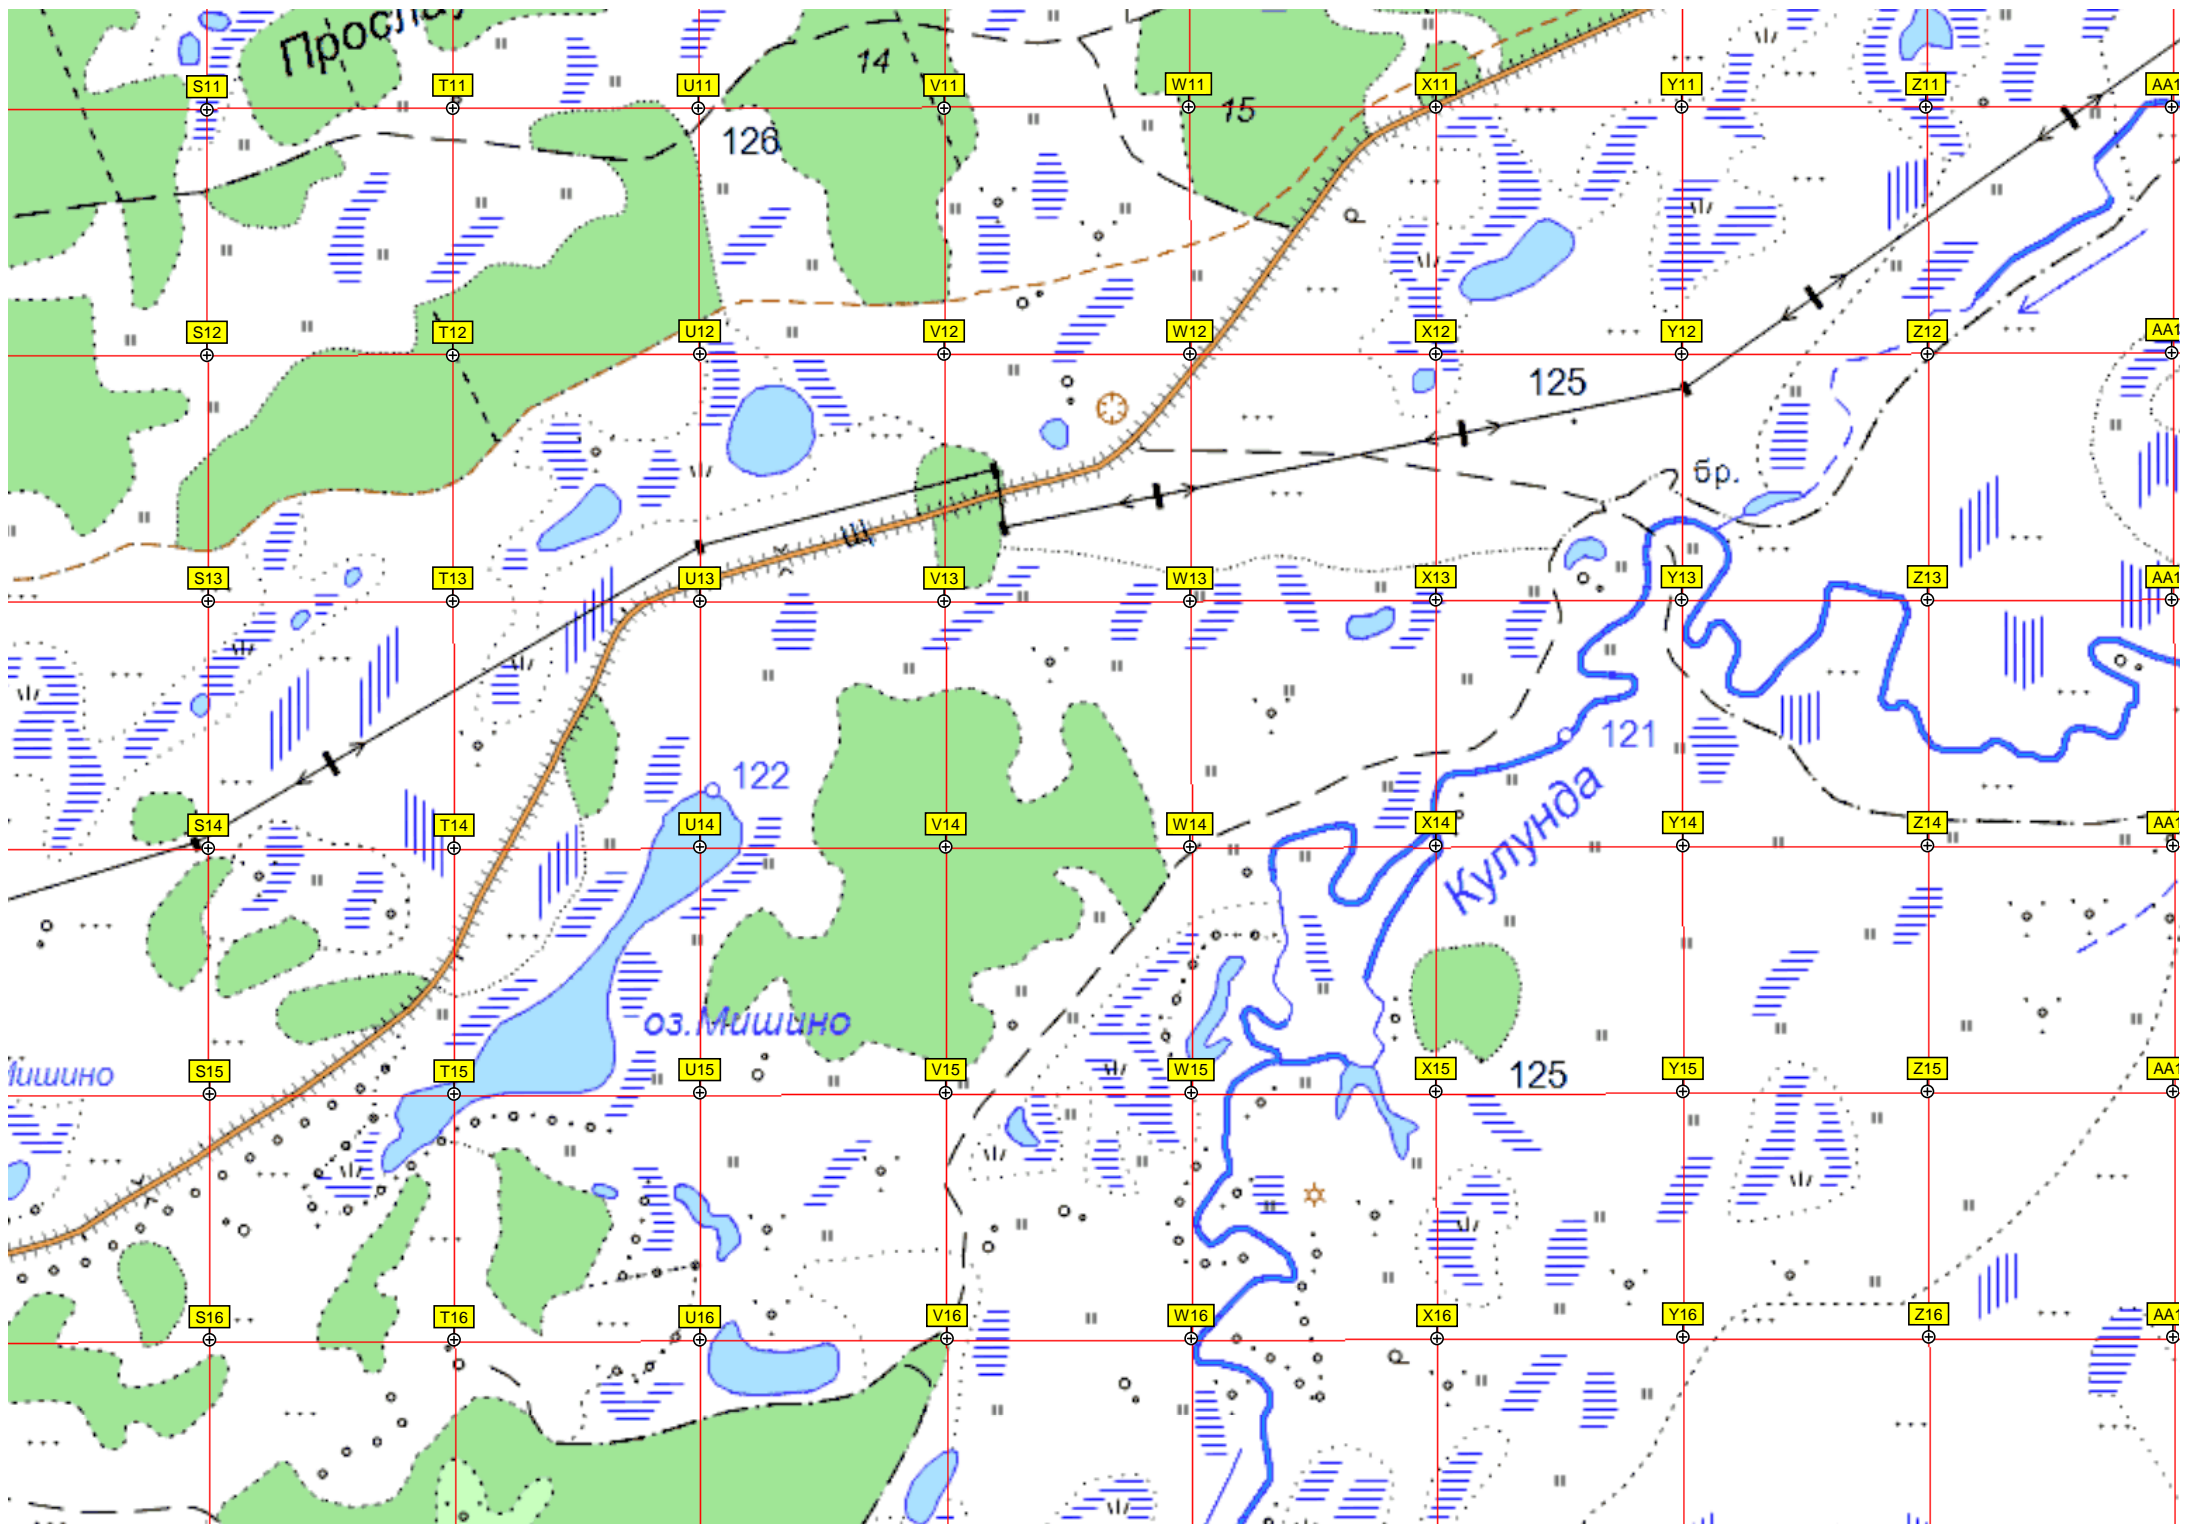 14
S11 T11 U11 V11 W11 X11 Y11 Z11
15
126
S12 T12 U12 V12 W12 X12 Y12 Z12
125
бр.
Щ
S13 T13 U13 V13 W13 X13 Y13 Z13
121
122
S14 T14 U14 V14 W14 X14 Y14 Z14
Кулунда
оз.Мишино
S15 T15 U15 V15 W15 X15 Y15 Z15
Мишино
125
S16 T16 U16 V16 W16 X16 Y16 Z16